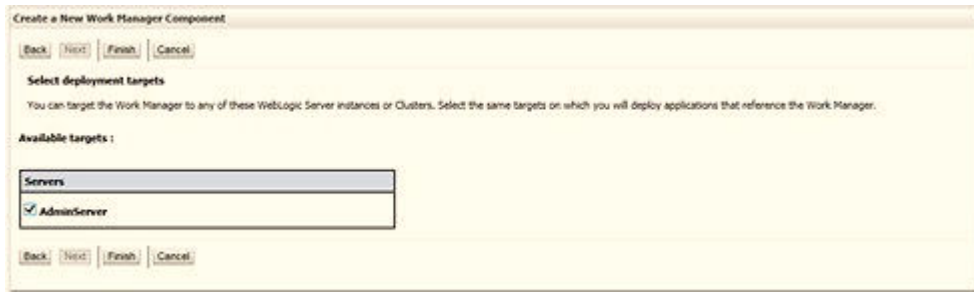 Create a New Work Manager Component
Back Next Finish Cancel
Select deployment targets
You can target the Work Manager to any of these WebLogic Server instances or Clusters. Select the same targets on which you will deploy applications that reference the Work Manager.
Available targets :
Servers
AdminServer
Back Next Finish Cancel